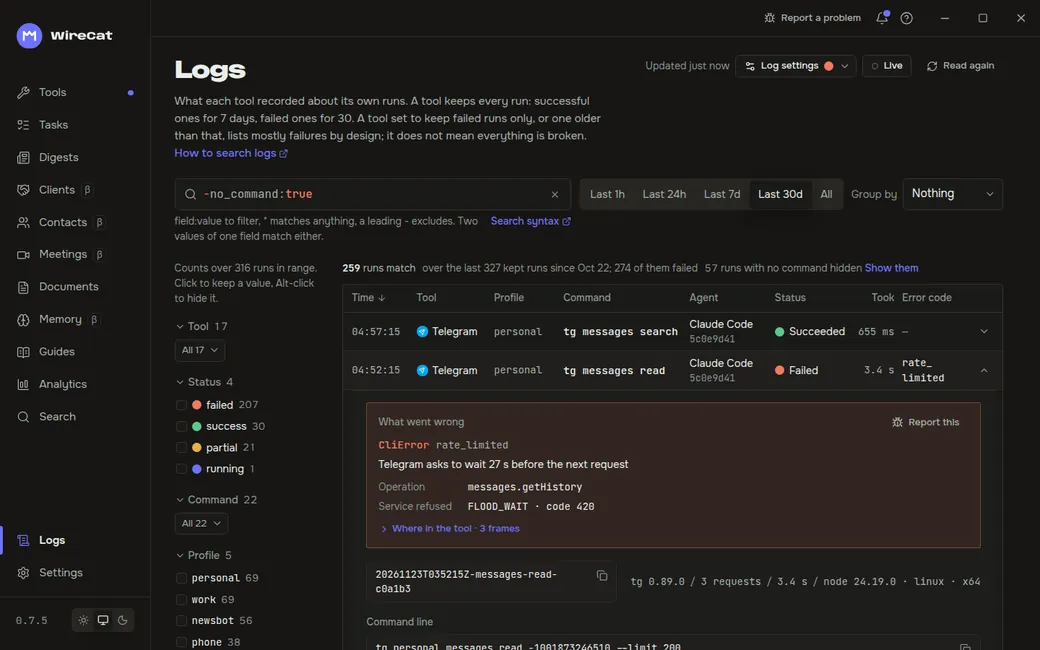 WireCat
Report a problem
Tools
Tasks
Digests
Clients β
Contacts β
Meetings β
Documents
Memory β
Guides
Analytics
Search
Logs
Settings
0.7.5
Logs
Updated just now
Log settings
Live
Read again
What each tool recorded about its own runs. A tool keeps every run: successful
ones for 7 days, failed ones for 30. A tool set to keep failed runs only, or one older
than that, lists mostly failures by design; it does not mean everything is broken.
How to search logs
-no_command:true
Last 1h Last 24h Last 7d Last 30d All
Group by Nothing
field:value to filter, * matches anything, a leading - excludes. Two
values of one field match either.
Search syntax
Counts over 316 runs in range.
Click to keep a value, Alt-click
to hide it.
Tool 17
All 17
Status 4
failed 207
success 30
partial 21
running 1
Command 22
All 22
Profile 5
personal 69
work 69
newsbot 56
phone 38
259 runs match over the last 327 kept runs since Oct 22; 274 of them failed 57 runs with no command hidden Show them
Time Tool Profile Command Agent Status Took Error code
04:57:15 Telegram personal tg messages search Claude Code Succeeded 655 ms —
5c0e9d41
04:52:15 Telegram personal tg messages read Claude Code Failed 3.4 s rate_
5c0e9d41 limited
What went wrong
Report this
CliError rate_limited
Telegram asks to wait 27 s before the next request
Operation messages.getHistory
Service refused FLOOD_WAIT · code 420
Where in the tool · 3 frames
20261123T035215Z-messages-read-
c0a1b3
tg 0.89.0 / 3 requests / 3.4 s / node 24.19.0 · linux · x64
Command line
tg personal messages read -1001873246510 --limit 200